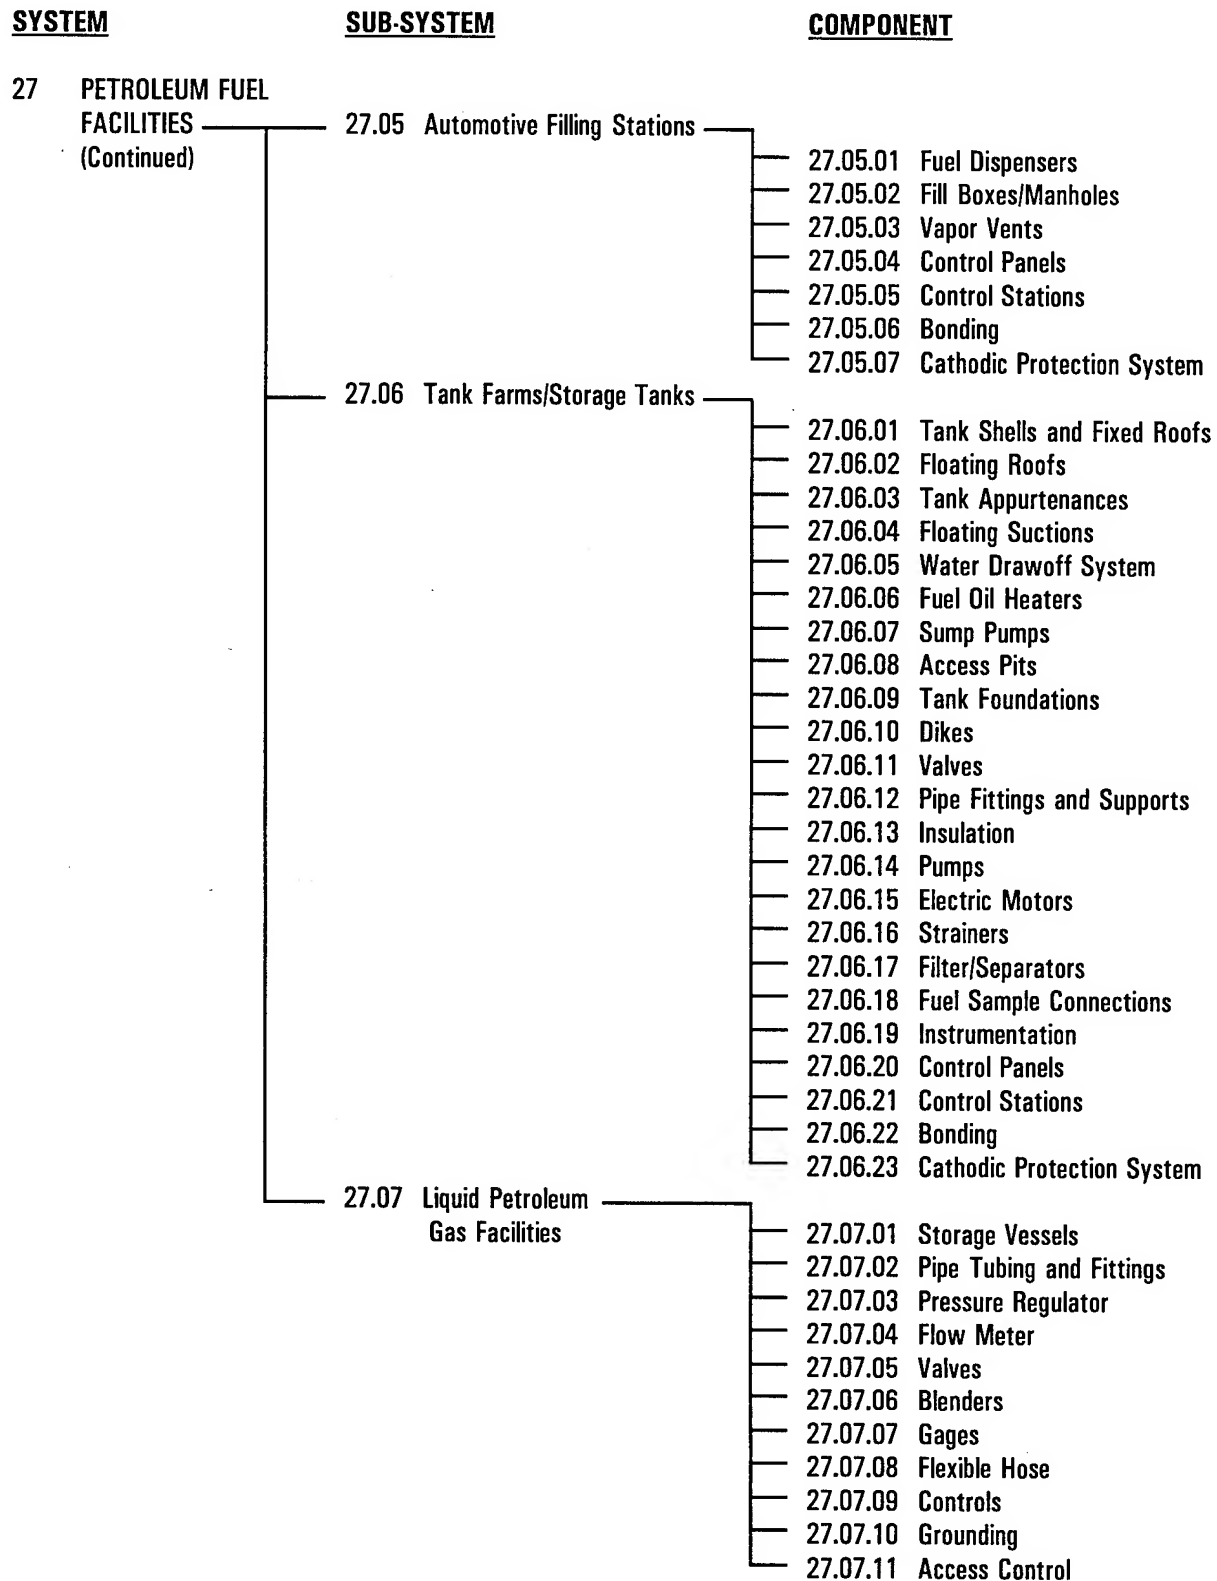 SYSTEM SUB-SYSTEM COMPONENT
27 PETROLEUM FUEL
FACILITIES 27.05 Automotive Filling Stations
(Continued)
27.05.01 Fuel Dispensers
27.05.02 Fill Boxes/Manholes
27.05.03 Vapor Vents
27.05.04 Control Panels
27.05.05 Control Stations
27.05.06 Bonding
27.05.07 Cathodic Protection System
27.06 Tank Farms/Storage Tanks
27.06.01 Tank Shells and Fixed Roofs
27.06.02 Floating Roofs
27.06.03 Tank Appurtenances
27.06.04 Floating Suctions
27.06.05 Water Drawoff System
27.06.06 Fuel Oil Heaters
27.06.07 Sump Pumps
27.06.08 Access Pits
27.06.09 Tank Foundations
27.06.10 Dikes
27.06.11 Valves
27.06.12 Pipe Fittings and Supports
27.06.13 Insulation
27.06.14 Pumps
27.06.15 Electric Motors
27.06.16 Strainers
27.06.17 Filter/Separators
27.06.18 Fuel Sample Connections
27.06.19 Instrumentation
27.06.20 Control Panels
27.06.21 Control Stations
27.06.22 Bonding
27.06.23 Cathodic Protection System
27.07 Liquid Petroleum
Gas Facilities
27.07.01 Storage Vessels
27.07.02 Pipe Tubing and Fittings
27.07.03 Pressure Regulator
27.07.04 Flow Meter
27.07.05 Valves
27.07.06 Blenders
27.07.07 Gages
27.07.08 Flexible Hose
27.07.09 Controls
27.07.10 Grounding
27.07.11 Access Control